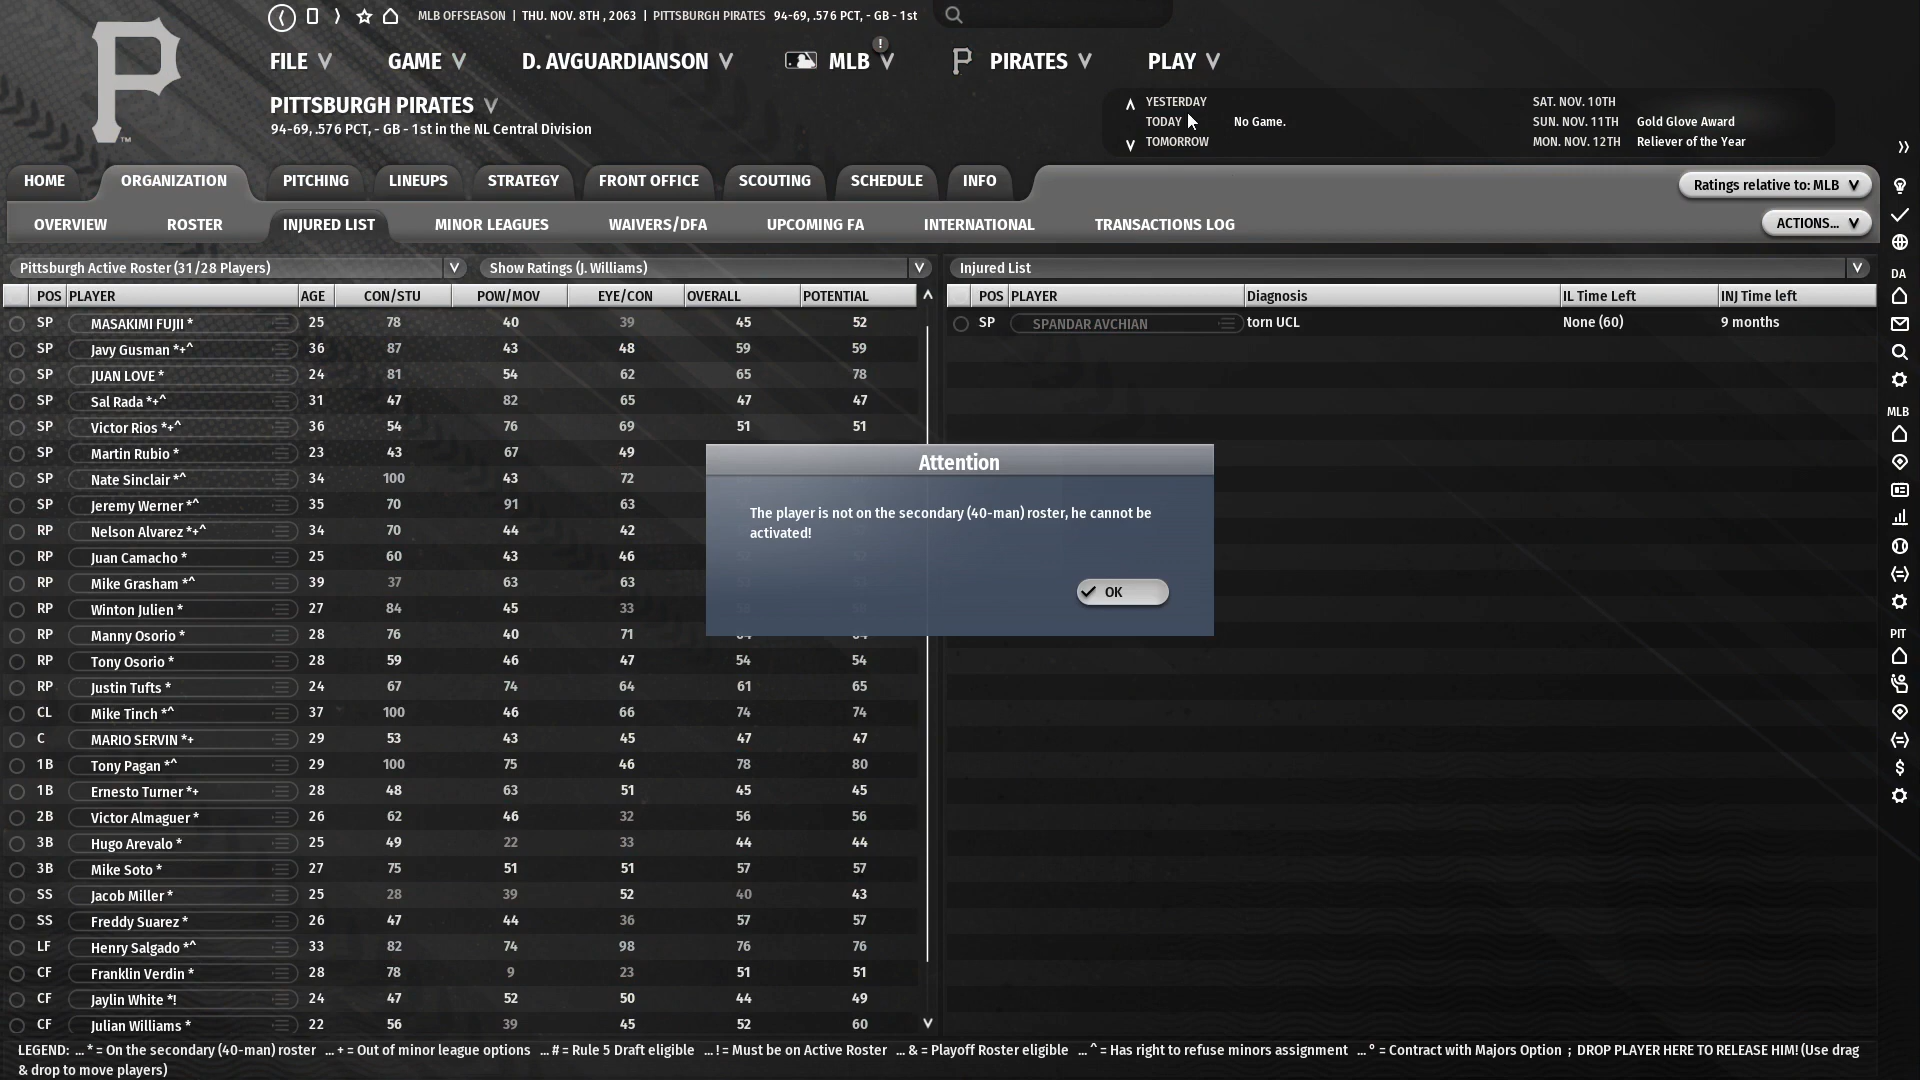 MLB OFFSEASON | THU. NOV. 8TH , 2063 | PITTSBURGH PIRATES 94-69, .576 PCT, - GB - 1st
FILE GAME D. AVGUARDIANSON MLB ! PIRATES PLAY
P
PITTSBURGH PIRATES
94-69, .576 PCT, - GB - 1st in the NL Central Division
YESTERDAY SAT. NOV. 10TH
TODAY No Game. SUN. NOV. 11TH Gold Glove Award
TOMORROW MON. NOV. 12TH Reliever of the Year
HOME ORGANIZATION PITCHING LINEUPS STRATEGY FRONT OFFICE SCOUTING SCHEDULE INFO Ratings relative to: MLB
OVERVIEW ROSTER INJURED LIST MINOR LEAGUES WAIVERS/DFA UPCOMING FA INTERNATIONAL TRANSACTIONS LOG ACTIONS...
Pittsburgh Active Roster (31/28 Players) Show Ratings (J. Williams) Injured List
POS PLAYER AGE CON/STU POW/MOV EYE/CON OVERALL POTENTIAL POS PLAYER Diagnosis IL Time Left INJ Time left
SP MASAKIMI FUJII * 25 78 40 39 45 52 SP SPANDAR AVCHIAN torn UCL None (60) 9 months
SP Javy Gusman *+^ 36 87 43 48 59 59
SP JUAN LOVE * 24 81 54 62 65 78
SP Sal Rada *+^ 31 47 82 65 47 47
SP Victor Rios *+^ 36 54 76 69 51 51
SP Martin Rubio * 23 43 67 49
SP Nate Sinclair *^ 34 100 43 72
SP Jeremy Werner *^ 35 70 91 63
RP Nelson Alvarez *+^ 34 70 44 42
RP Juan Camacho * 25 60 43 46
RP Mike Grasham *^ 39 37 63 63
RP Winton Julien * 27 84 45 33
RP Manny Osorio * 28 76 40 71
RP Tony Osorio * 28 59 46 47 54 54
RP Justin Tufts * 24 67 74 64 61 65
CL Mike Tinch *^ 37 100 46 66 74 74
C MARIO SERVIN *+ 29 53 43 45 47 47
1B Tony Pagan *^ 29 100 75 46 78 80
1B Ernesto Turner *+ 28 48 63 51 45 45
2B Victor Almaguer * 26 62 46 32 56 56
3B Hugo Arevalo * 25 49 22 33 44 44
3B Mike Soto * 27 75 51 51 57 57
SS Jacob Miller * 25 28 39 52 40 43
SS Freddy Suarez * 26 47 44 36 57 57
LF Henry Salgado *^ 33 82 74 98 76 76
CF Franklin Verdin * 28 78 9 23 51 51
CF Jaylin White *! 24 47 52 50 44 49
CF Julian Williams * 22 56 39 45 52 60
Attention
The player is not on the secondary (40-man) roster, he cannot be
activated!
OK
DA
MLB
PIT
$
LEGEND: ... * = On the secondary (40-man) roster ... + = Out of minor league options ... # = Rule 5 Draft eligible ... ! = Must be on Active Roster ... & = Playoff Roster eligible ... ^ = Has right to refuse minors assignment ... ° = Contract with Majors Option ; DROP PLAYER HERE TO RELEASE HIM! (Use drag
& drop to move players)